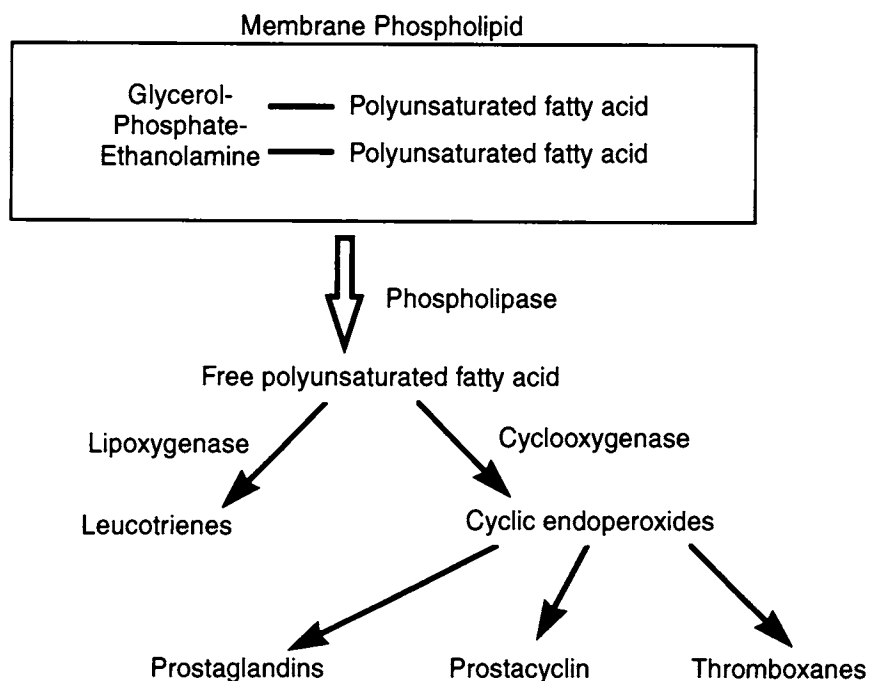 Membrane Phospholipid
Glycerol-
Phosphate-
Ethanolamine
Polyunsaturated fatty acid
Polyunsaturated fatty acid
Phospholipase
Free polyunsaturated fatty acid
Lipoxygenase
Cyclooxygenase
Leucotrienes
Cyclic endoperoxides
Prostaglandins
Prostacyclin
Thromboxanes